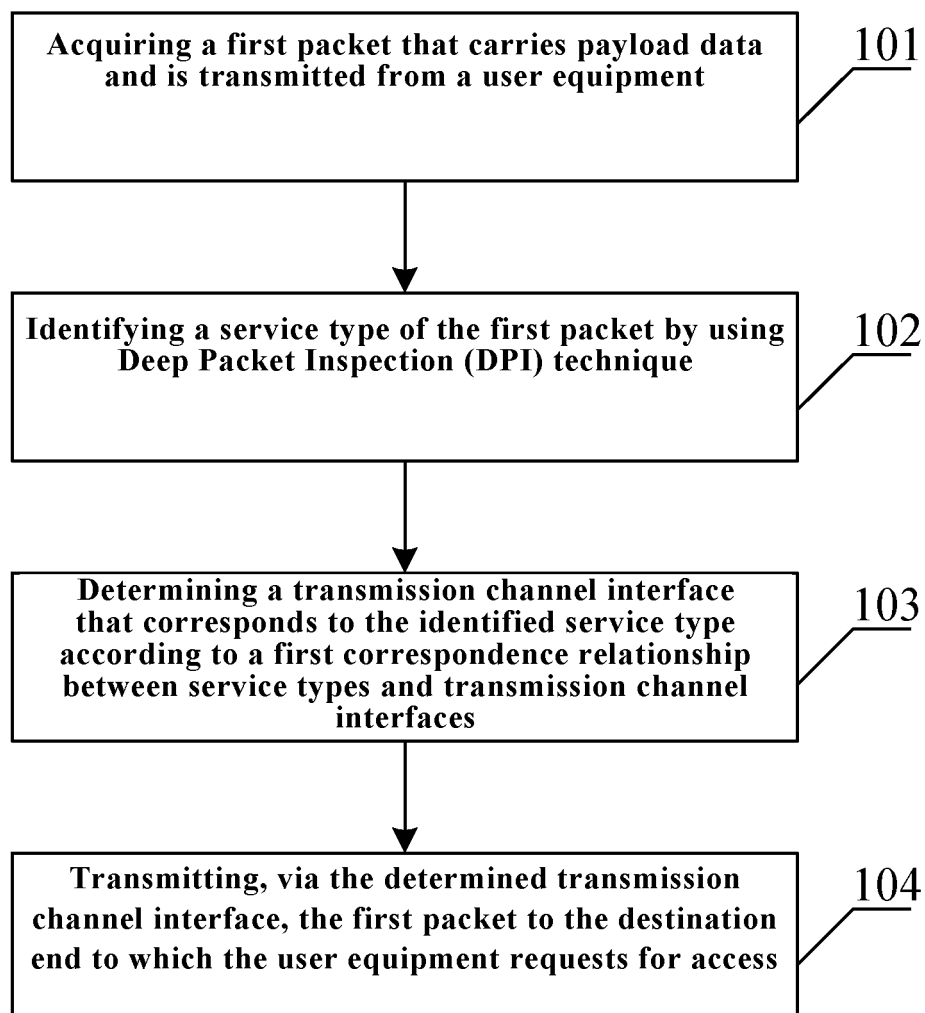 Acquiring a first packet that carries payload data
and is transmitted from a user equipment
101
Identifying a service type of the first packet by using
Deep Packet Inspection (DPI) technique
102
Determining a transmission channel interface
that corresponds to the identified service type
according to a first correspondence relationship
between service types and transmission channel
interfaces
103
Transmitting, via the determined transmission
channel interface, the first packet to the destination
end to which the user equipment requests for access
104